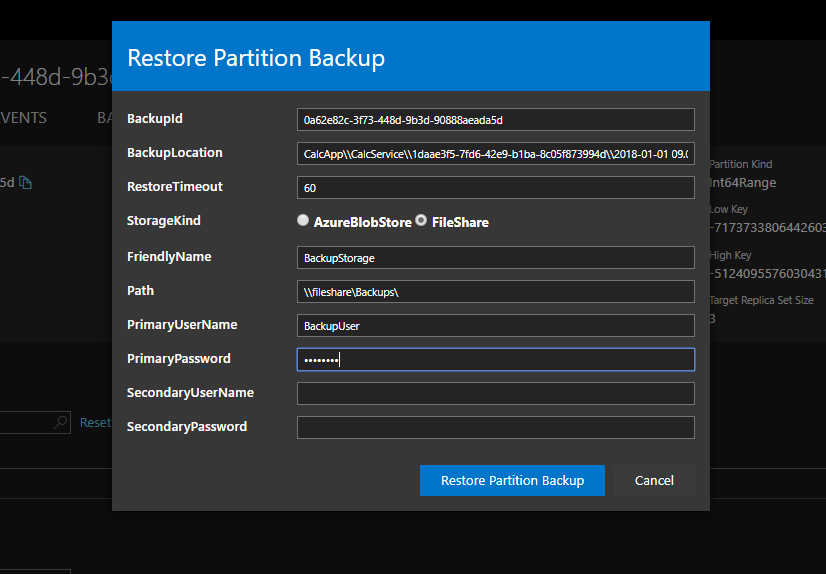 Restore Partition Backup
-448d-9b3
VENTS
BA
5d
BackupId
0a62e82c-3f73-448d-9b3d-90888aeada5d
BackupLocation
CalcApp\\CalcService\\1daae3f5-7fd6-42e9-b1ba-8c05f873994d\\2018-01-01 09.0
RestoreTimeout
60
StorageKind
AzureBlobStore FileShare
FriendlyName
BackupStorage
Path
\\fileshare\Backups\
PrimaryUserName
BackupUser
PrimaryPassword
••••••••
SecondaryUserName
SecondaryPassword
Restore Partition Backup
Cancel
Partition Kind
Int64Range
Low Key
-7173733806442603
High Key
-5124095576030431
Target Replica Set Size
3
Reset